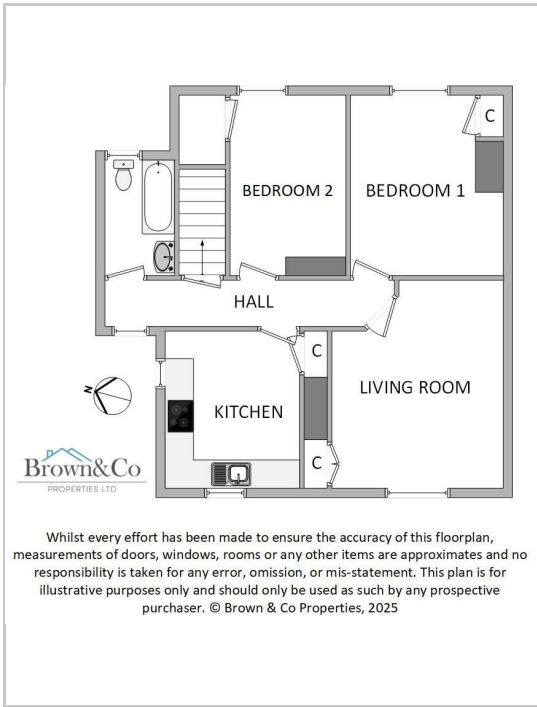 C
BEDROOM 2
BEDROOM 1
HALL
C
LIVING ROOM
KITCHEN
N
C
Brown&Co
PROPERTIES LTD
Whilst every effort has been made to ensure the accuracy of this floorplan,
measurements of doors, windows, rooms or any other items are approximates and no
responsibility is taken for any error, omission, or mis-statement. This plan is for
illustrative purposes only and should only be used as such by any prospective
purchaser. © Brown & Co Properties, 2025